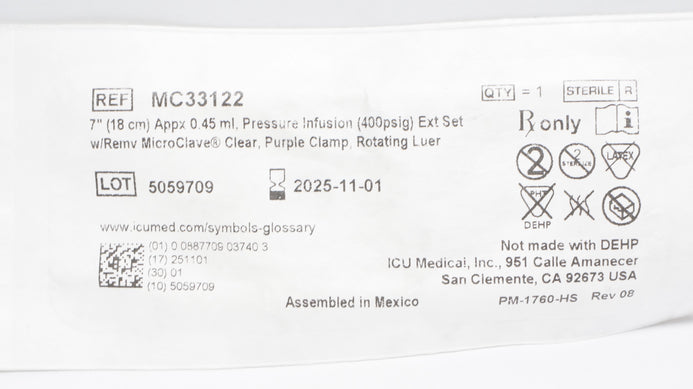 REF MC33122
QTY = 1 STERILE R
7" (18 cm) Appx 0.45 ml, Pressure Infusion (400psig) Ext Set
w/Remv MicroClave® Clear, Purple Clamp, Rotating Luer
Rx only
LOT 5059709 2025-11-01
2 2 STERILIZE LATEX
PHT
DEHP
www.icumed.com/symbols-glossary
(01) 0 0887709 03740 3
(17) 251101
(30) 01
(10) 5059709
Not made with DEHP
ICU Medical, Inc., 951 Calle Amanecer
San Clemente, CA 92673 USA
Assembled in Mexico
PM-1760-HS Rev 08